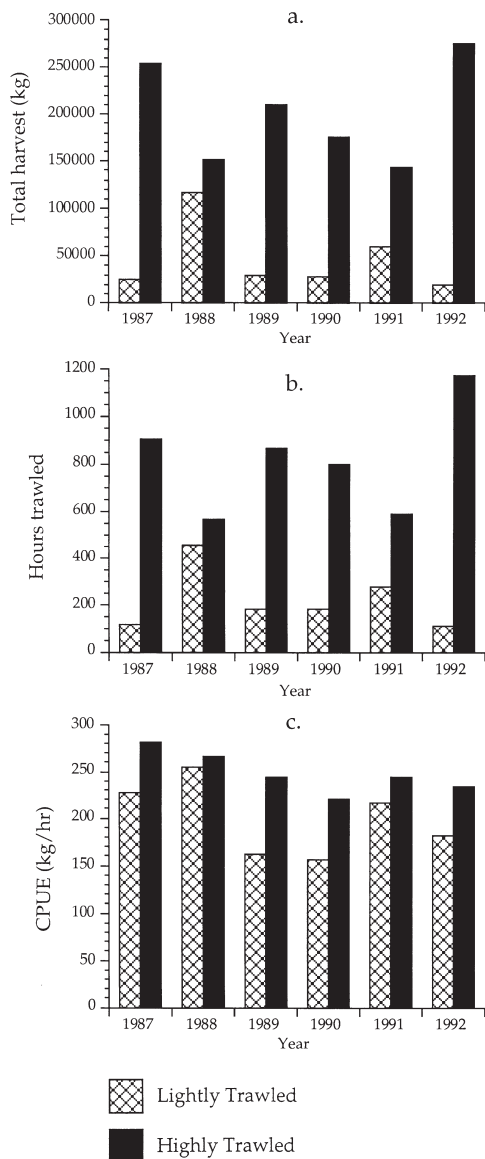 a.
Total harvest (kg)
300000
250000
200000
150000
100000
50000
0
1987 1988 1989 1990 1991 1992
Year
b.
Hours trawled
1200
1000
800
600
400
200
0
1987 1988 1989 1990 1991 1992
Year
c.
CPUE (kg/hr)
300
250
200
150
100
50
0
1987 1988 1989 1990 1991 1992
Year
Lightly Trawled
Highly Trawled